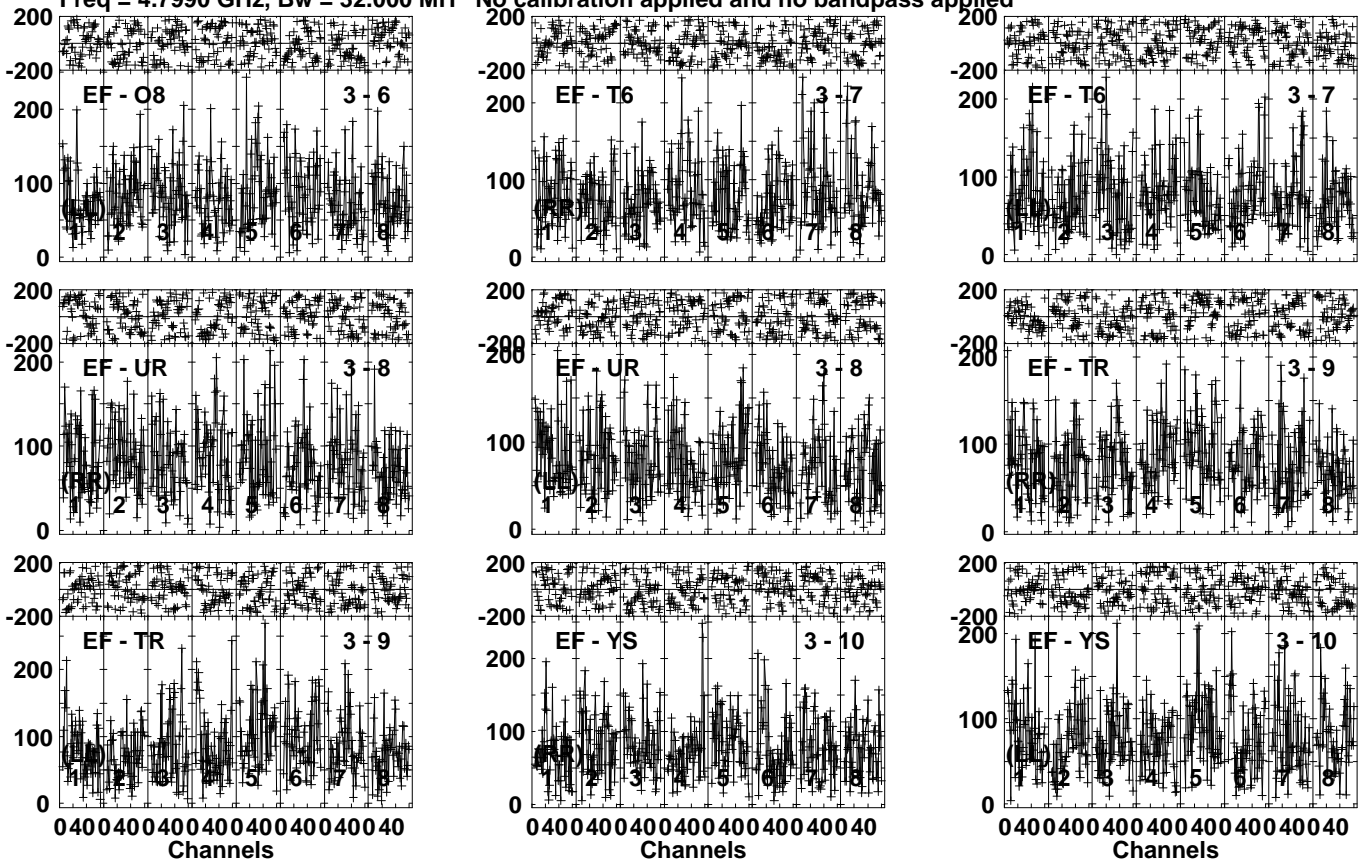 Freq = 4.7990 GHz, Bw = 32.000 MH No calibration applied and no bandpass applied
200 200 200
-200 -200 -200
EF - O8 3 - 6 EF - T6 3 - 7 EF - T6 3 - 7
200 200 200
100 100 100
(LL) (RR) (LL)
1 2 3 4 5 6 7 8 1 2 3 4 5 6 7 8 1 2 3 4 5 6 7 8
0 0 0
200 200 200
-200 -200 -200
200 200 200
EF - UR 3 - 8 EF - UR 3 - 8 EF - TR 3 - 9
100 100 100
(RR) (LL) (RR)
1 2 3 4 5 6 7 8 1 2 3 4 5 6 7 8 1 2 3 4 5 6 7 8
0 0 0
200 200 200
-200 -200 -200
EF - TR 3 - 9 EF - YS 3 - 10 EF - YS 3 - 10
200 200 200
100 100 100
(LL) (RR) (LL)
1 2 3 4 5 6 7 8 1 2 3 4 5 6 7 8 1 2 3 4 5 6 7 8
0 0 0
0 40 0 40 0 40 0 40 0 40 0 40 0 40 0 40 0 40 0 40 0 40 0 40 0 40 0 40 0 40 0 40 0 40 0 40 0 40 0 40 0 40 0 40 0 40 0 40
Channels Channels Channels